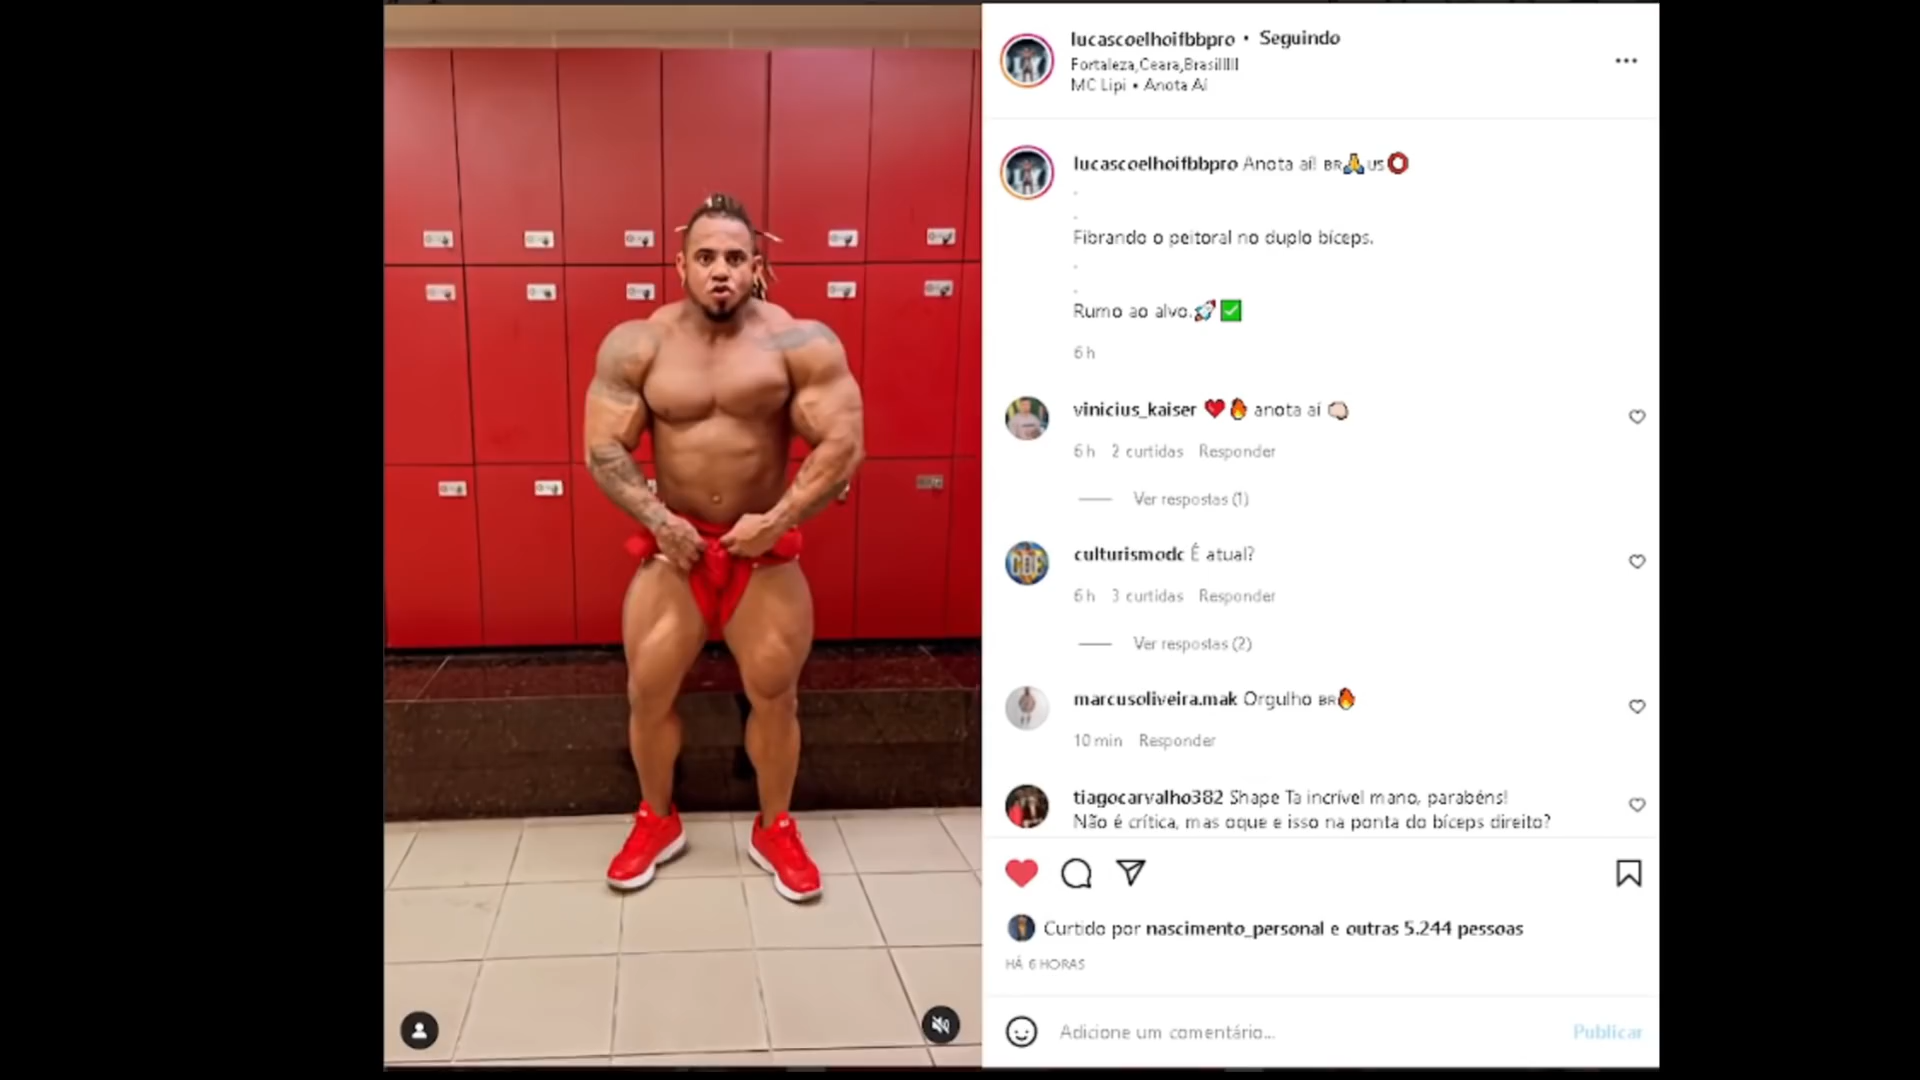 lucascoelhoifbbpro • Seguindo
Fortaleza,Ceara,Brasilllll
MC Lipi • Anota Aí
lucascoelhoifbbpro Anota aí! BR🙏US⭕
.
.
Fibrando o peitoral no duplo bíceps.
.
.
Rumo ao alvo.🚀✅
6 h
vinicius_kaiser ❤️🔥 anota aí 👊🏻
6 h 2 curtidas Responder
Ver respostas (1)
culturismodc É atual?
6 h 3 curtidas Responder
Ver respostas (2)
marcusoliveira.mak Orgulho BR🔥
10 min Responder
tiagocarvalho382 Shape Ta incrível mano, parabéns!
Não é crítica, mas oque e isso na ponta do bíceps direito?
Curtido por nascimento_personal e outras 5.244 pessoas
HÁ 6 HORAS
Adicione um comentário... Publicar